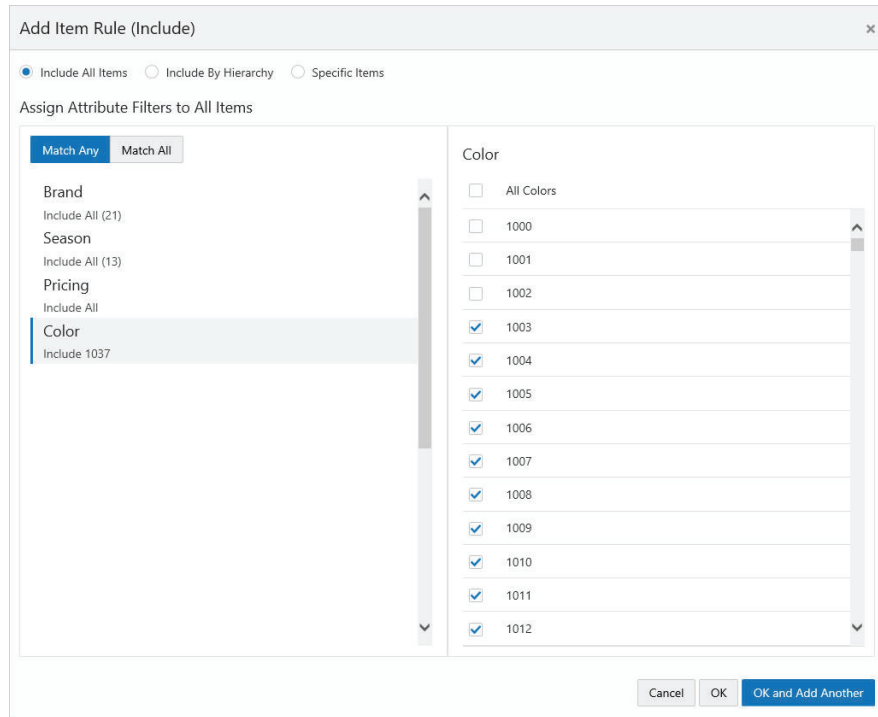 Add Item Rule (Include)
Include All Items Include By Hierarchy Specific Items
Assign Attribute Filters to All Items
Match Any Match All
Brand
Include All (21)
Season
Include All (13)
Pricing
Include All
Color
Include 1037
Color
All Colors
1000
1001
1002
1003
1004
1005
1006
1007
1008
1009
1010
1011
1012
Cancel OK OK and Add Another